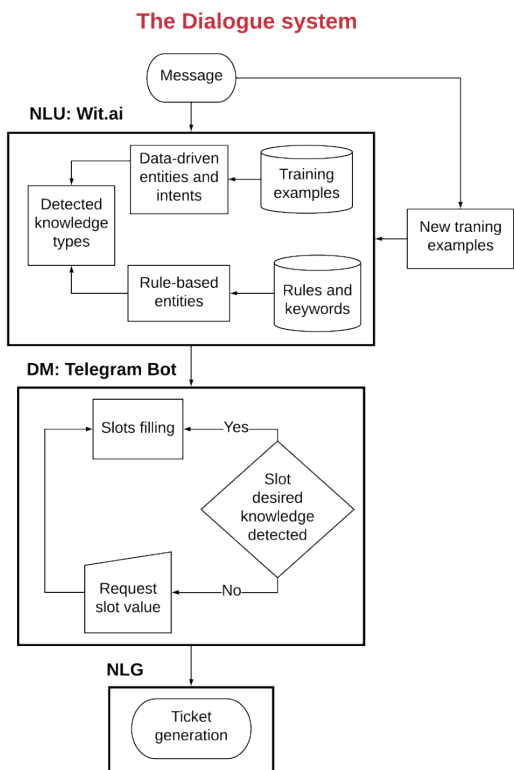 The Dialogue system
Message
NLU: Wit.ai
Data-driven
entities and
intents
Training
examples
Detected
knowledge
types
New traning
examples
Rule-based
entities
Rules and
keywords
DM: Telegram Bot
Slots filling
Yes
Slot
desired
knowledge
detected
No
Request
slot value
NLG
Ticket
generation